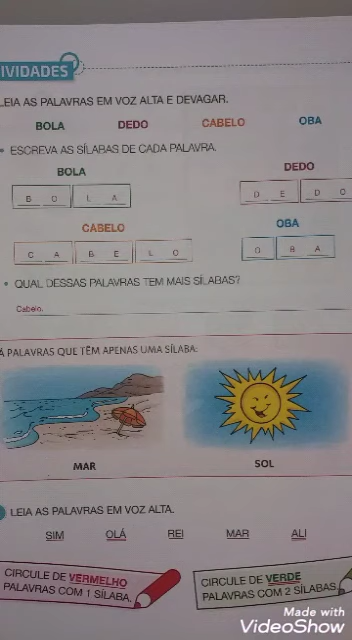 IVIDADES
LEIA AS PALAVRAS EM VOZ ALTA E DEVAGAR.
BOLA DEDO CABELO OBA
• ESCREVA AS SÍLABAS DE CADA PALAVRA.
BOLA DEDO
B O L A D E D O
CABELO OBA
C A B E L O O B A
• QUAL DESSAS PALAVRAS TEM MAIS SÍLABAS?
Cabelo.
Á PALAVRAS QUE TÊM APENAS UMA SÍLABA.
MAR SOL
LEIA AS PALAVRAS EM VOZ ALTA.
SIM OLÁ REI MAR ALI
CIRCULE DE VERMELHO
PALAVRAS COM 1 SÍLABA.
CIRCULE DE VERDE
PALAVRAS COM 2 SÍLABAS
Made with
VideoShow